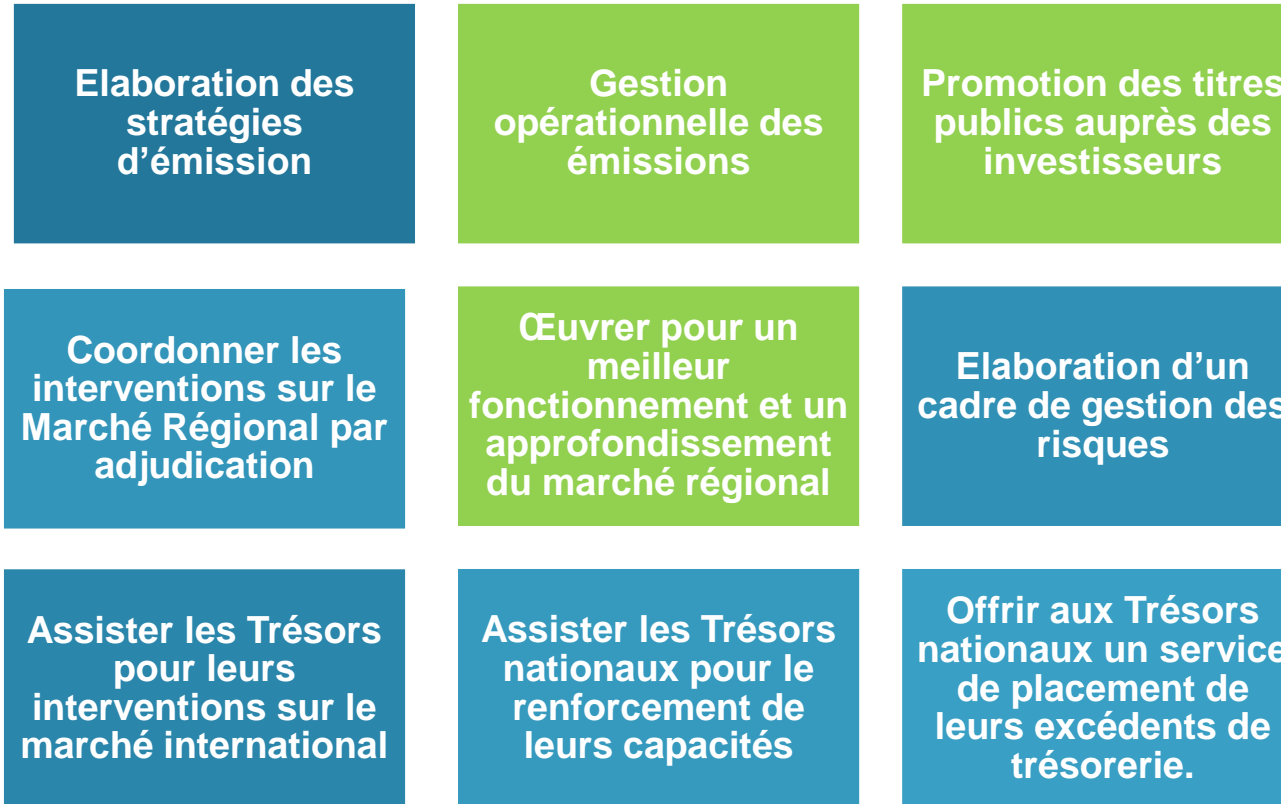 Elaboration des
stratégies
d’émission
Gestion
opérationnelle des
émissions
Promotion des titres
publics auprès des
investisseurs
Coordonner les
interventions sur le
Marché Régional par
adjudication
Œuvrer pour un
meilleur
fonctionnement et un
approfondissement
du marché régional
Elaboration d’un
cadre de gestion des
risques
Assister les Trésors
pour leurs
interventions sur le
marché international
Assister les Trésors
nationaux pour le
renforcement de
leurs capacités
Offrir aux Trésors
nationaux un service
de placement de
leurs excédents de
trésorerie.